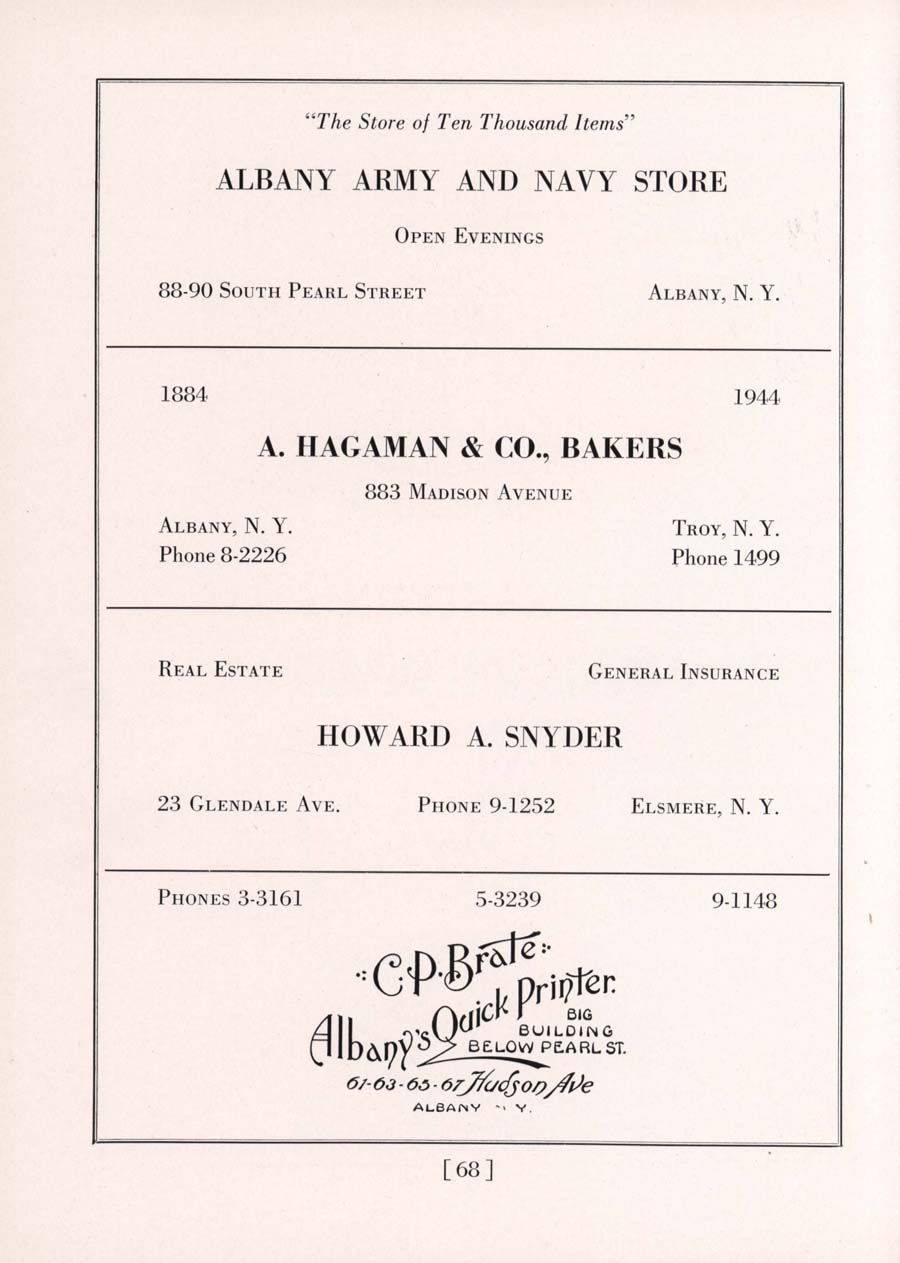 “The Store of Ten Thousand Items”
ALBANY ARMY AND NAVY STORE
OPEN EVENINGS
88-90 SOUTH PEARL STREET ALBANY, N. Y.
1884 1944
A. HAGAMAN & CO., BAKERS
883 MADISON AVENUE
ALBANY, N. Y. TROY, N. Y.
Phone 8-2226 Phone 1499
REAL ESTATE GENERAL INSURANCE
HOWARD A. SNYDER
23 GLENDALE AVE. PHONE 9-1252 ELSMERE, N. Y.
PHONES 3-3161 5-3239 9-1148
C.P. Brate
Albany's Quick Printer.
BIG
BUILDING
BELOW PEARL ST.
61-63-65-67 Hudson Ave
ALBANY Y.
[ 68 ]